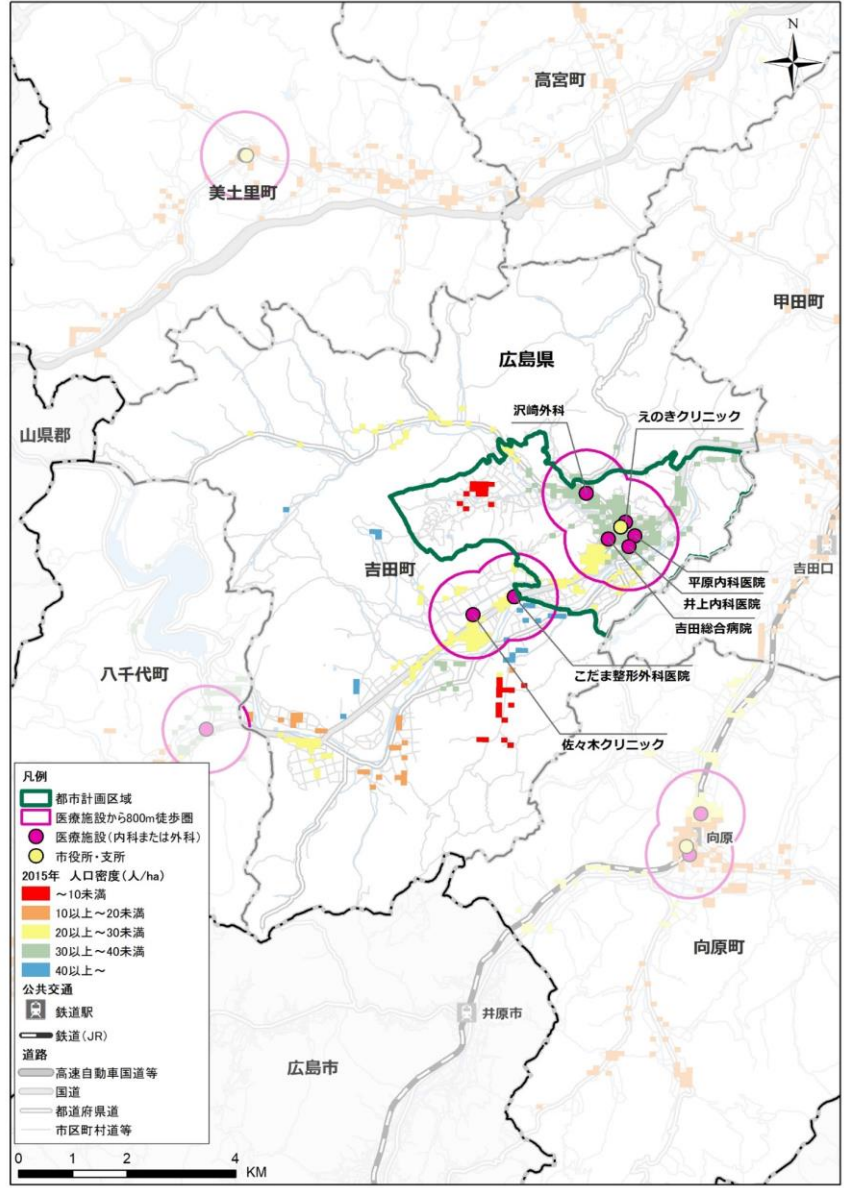 N
高宮町
美土里町
甲田町
広島県
沢崎外科
えのきクリニック
山県郡
吉田町
吉田口
平原内科医院
井上内科医院
吉田総合病院
八千代町
こだま整形外科医院
佐々木クリニック
向原
向原町
井原市
広島市
凡例
都市計画区域
医療施設から800m徒歩圏
医療施設(内科または外科)
市役所・支所
2015年 人口密度(人/ha)
～10未満
10以上～20未満
20以上～30未満
30以上～40未満
40以上～
公共交通
鉄道駅
鉄道(JR)
道路
高速自動車国道等
国道
都道府県道
市区町村道等
0 1 2 4
KM